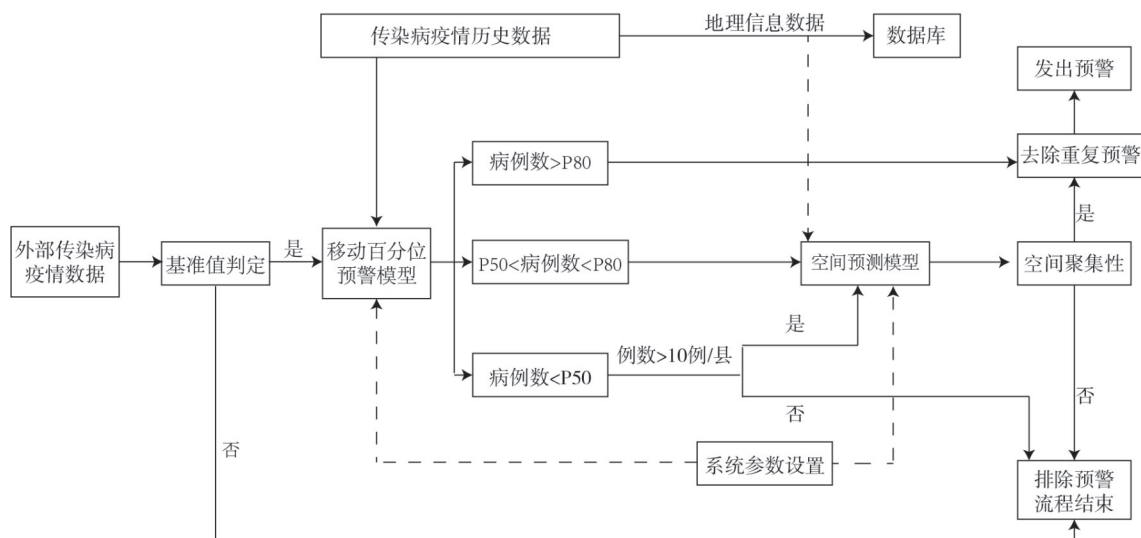 传染病疫情历史数据
地理信息数据
数据库
发出预警
病例数>P80
去除重复预警
是
外部传染病
疫情数据
基准值判定
是
移动百分位
预警模型
P50<病例数<P80
空间预测模型
空间聚集性
是
例数>10例/县
病例数<P50
否
否
否
系统参数设置
排除预警
流程结束